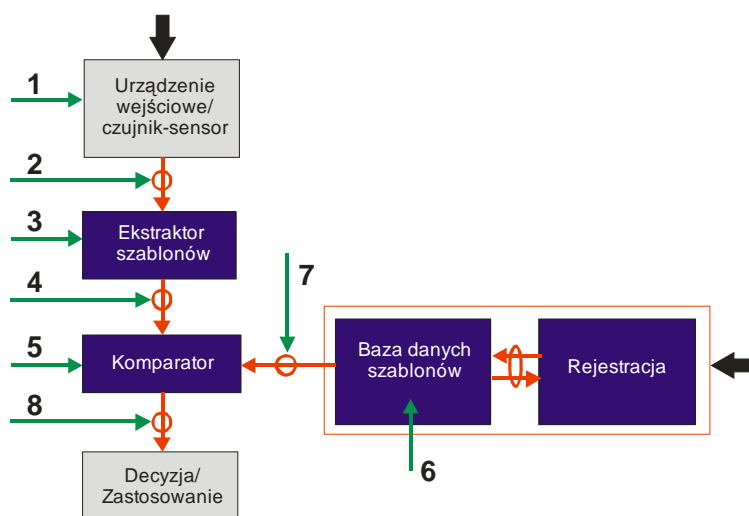 1
Urządzenie
wejściowe/
czujnik-sensor
2
3
Ekstraktor
szablonów
4
7
5
Komparator
Baza danych
szablonów
Rejestracja
8
6
Decyzja/
Zastosowanie